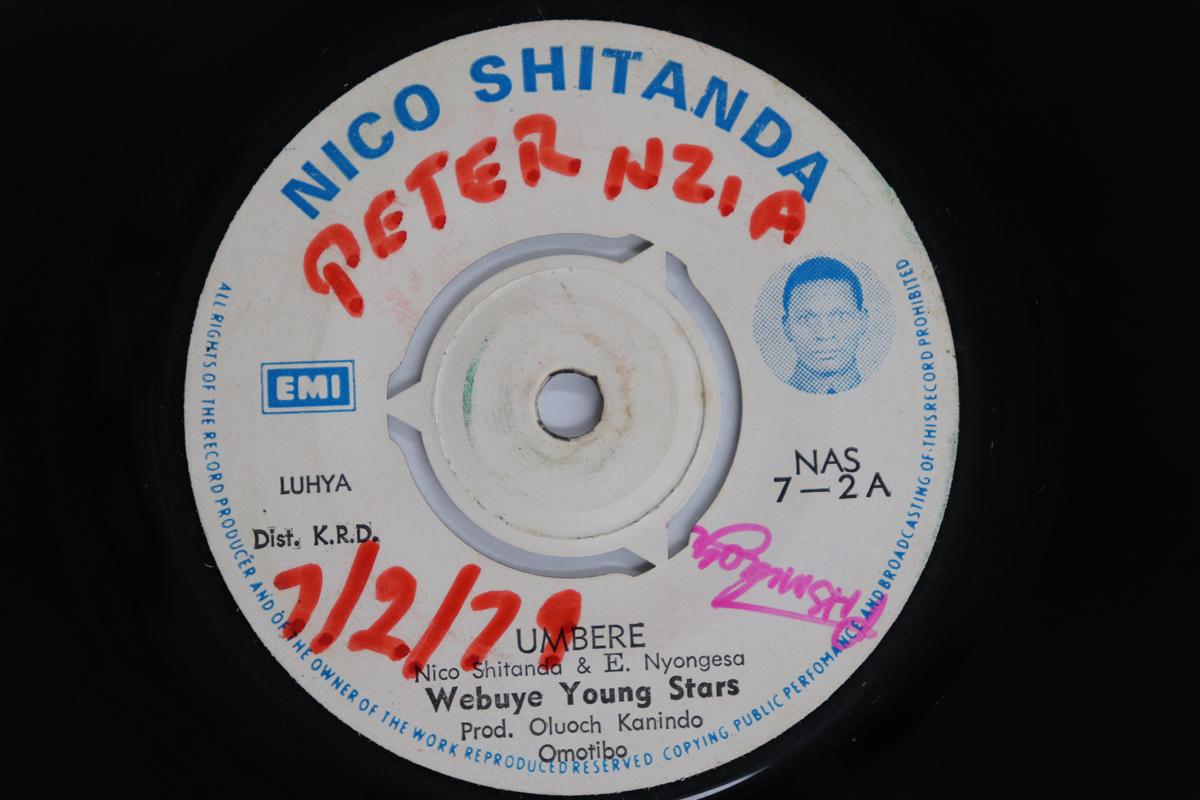 NICO SHITANDA
PETER NZIA
EMI
LUHYA
NAS
7-2A
Dist. K.R.D.
7/2/79
UMBERE
Nico Shitanda & E. Nyongesa
Webuye Young Stars
Prod. Oluoch Kanindo
Omotibo
ALL RIGHTS OF THE RECORD PRODUCER AND OF THE OWNER OF THE WORK REPRODUCED RESERVED COPYING. PUBLIC PERFOMANCE AND BROADCASTING OF THIS RECORD PROHIBITED